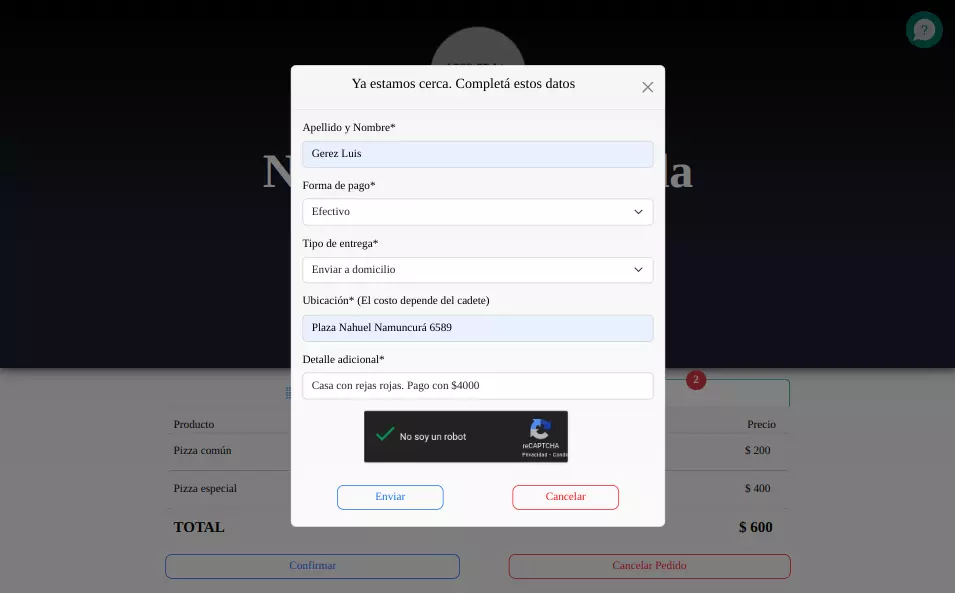 Ya estamos cerca. Completá estos datos
Apellido y Nombre*
Gerez Luis
Forma de pago*
Efectivo
Tipo de entrega*
Enviar a domicilio
Ubicación* (El costo depende del cadete)
Plaza Nahuel Namuncurá 6589
Detalle adicional*
Casa con rejas rojas. Pago con $4000
No soy un robot
reCAPTCHA
Privacidad -
Enviar Cancelar
2
Producto Precio
Pizza común $ 200
Pizza especial $ 400
TOTAL $ 600
Confirmar Cancelar Pedido